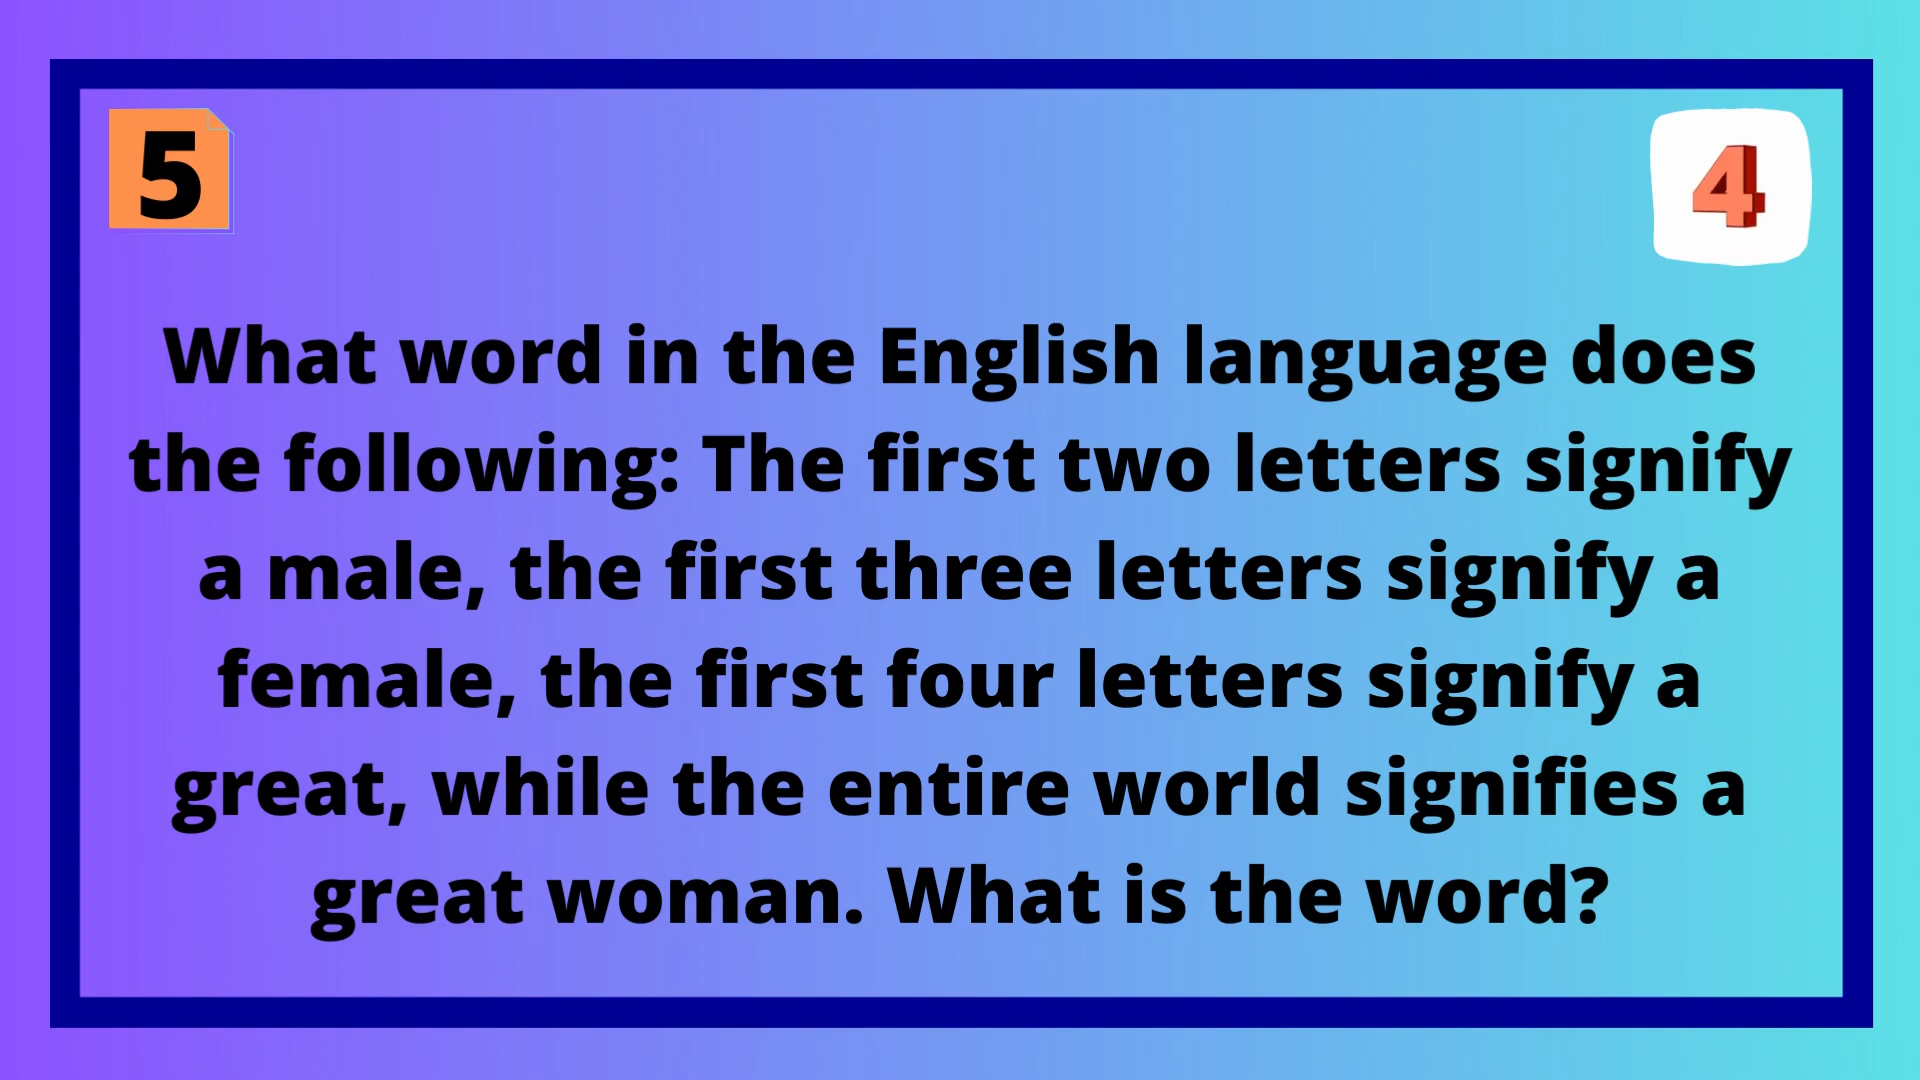 5
4
What word in the English language does
the following: The first two letters signify
a male, the first three letters signify a
female, the first four letters signify a
great, while the entire world signifies a
great woman. What is the word?